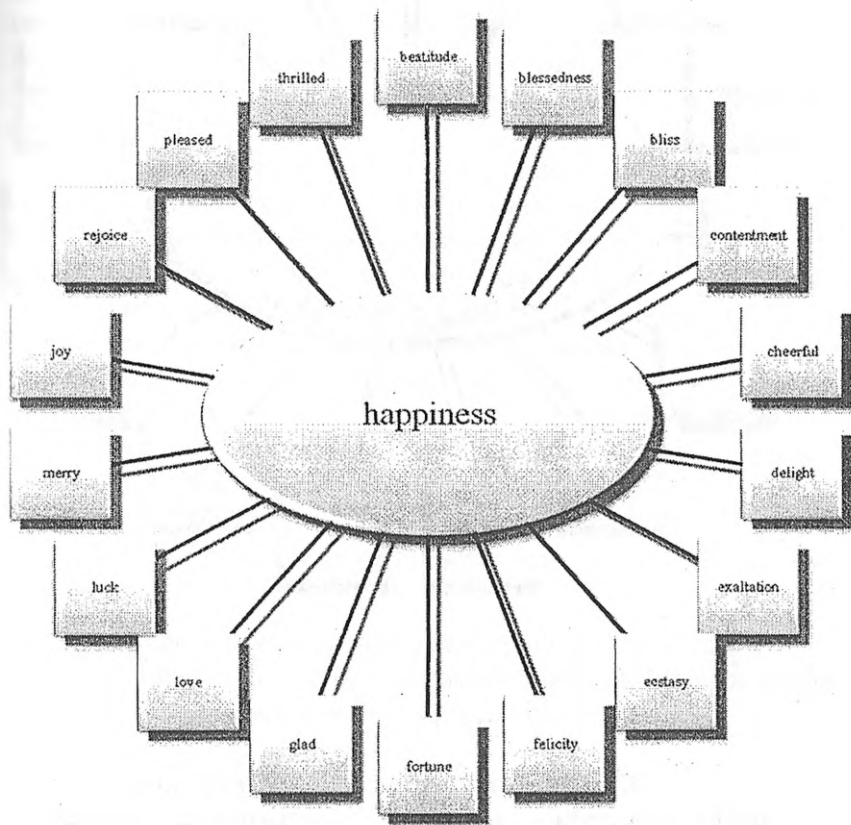 beatitude
thrilled
blessedness
pleased
bliss
rejoice
contentment
joy
cheerful
happiness
merry
delight
luck
exaltation
love
ecstasy
glad
felicity
fortune